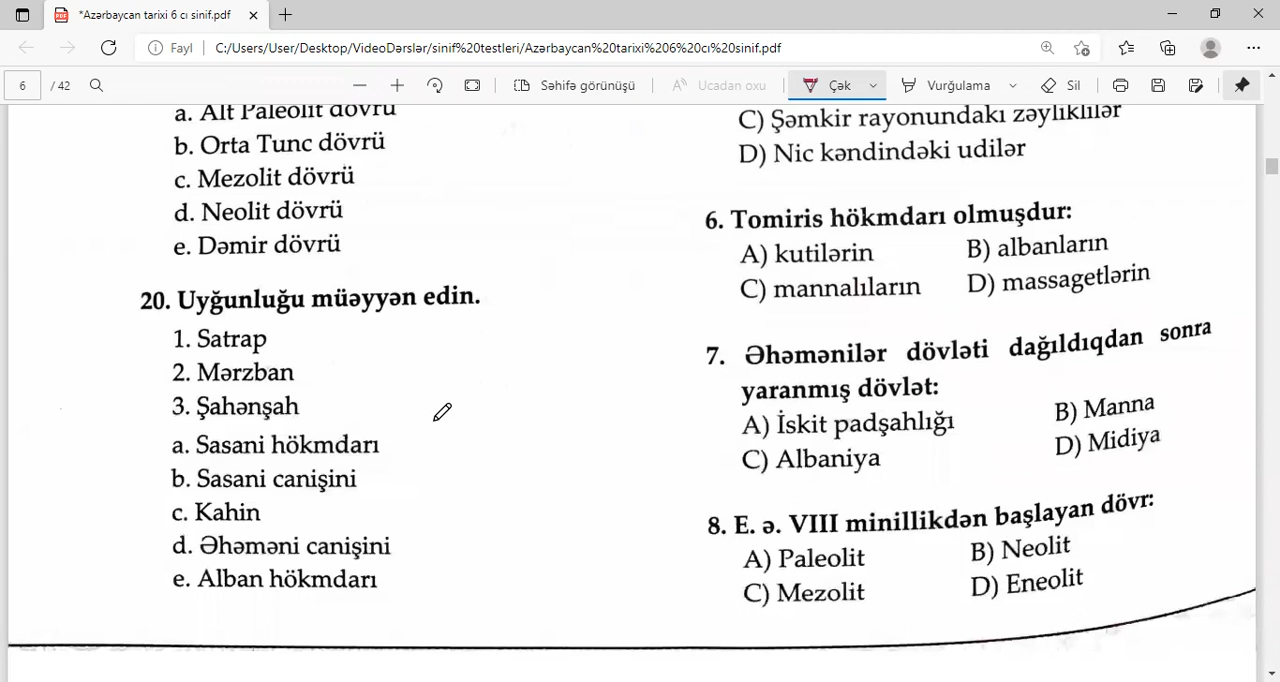 *Azərbaycan tarixi 6 cı sinif.pdf
Fayl
C:/Users/User/Desktop/VideoDərslər/sinif%20testleri/Azərbaycan%20tarixi%206%20cı%20sinif.pdf
6 / 42
Səhifə görünüşü
Ucadan oxu
Çək
Vurğulama
Sil
a. Alt Paleolit dövrü
b. Orta Tunc dövrü
c. Mezolit dövrü
d. Neolit dövrü
e. Dəmir dövrü
20. Uyğunluğu müəyyən edin.
1. Satrap
2. Mərzban
3. Şahənşah
a. Sasani hökmdarı
b. Sasani canişini
c. Kahin
d. Əhəməni canişini
e. Alban hökmdarı
C) Şəmkir rayonundakı zəyliklilər
D) Nic kəndindəki udilər
6. Tomiris hökmdarı olmuşdur:
A) kutilərin B) albanların
C) mannalıların D) massagetlərin
7. Əhəmənilər dövləti dağıldıqdan sonra
yaranmış dövlət:
A) İskit padşahlığı B) Manna
C) Albaniya D) Midiya
8. E. ə. VIII minillikdən başlayan dövr:
A) Paleolit B) Neolit
C) Mezolit D) Eneolit